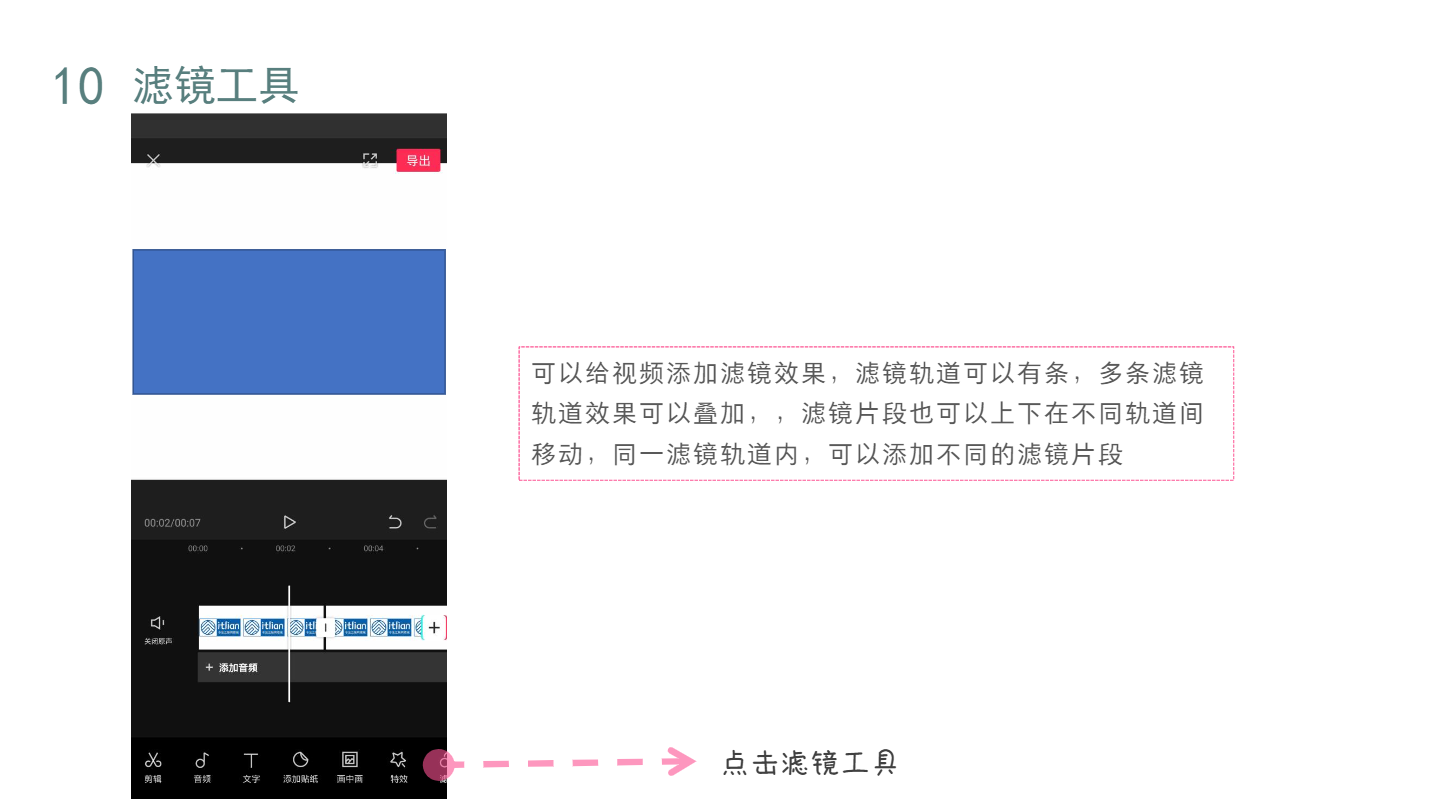 10 滤镜工具
导出
可以给视频添加滤镜效果，滤镜轨道可以有条，多条滤镜
轨道效果可以叠加，，滤镜片段也可以上下在不同轨道间
移动，同一滤镜轨道内，可以添加不同的滤镜片段
00:02/00:07
00:00 00:02 00:04
关闭原声
itlian itlian itl itlian itlian
+ 添加音频
剪辑 音频 文字 添加贴纸 画中画 特效
点击滤镜工具